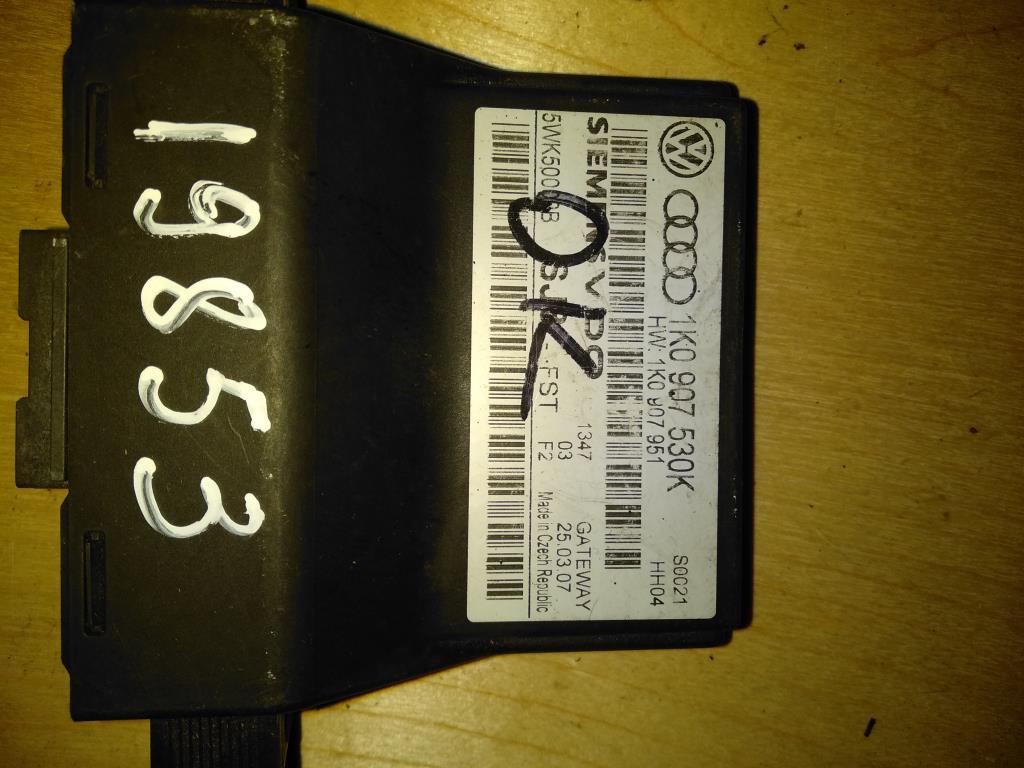 19853
1K0 907 530K S0021
HW:1K0 907 951 HH04
SIEMENS VDO
1347 GATEWAY
03 25.03.07
FST F2 Made in Czech Republic
OK